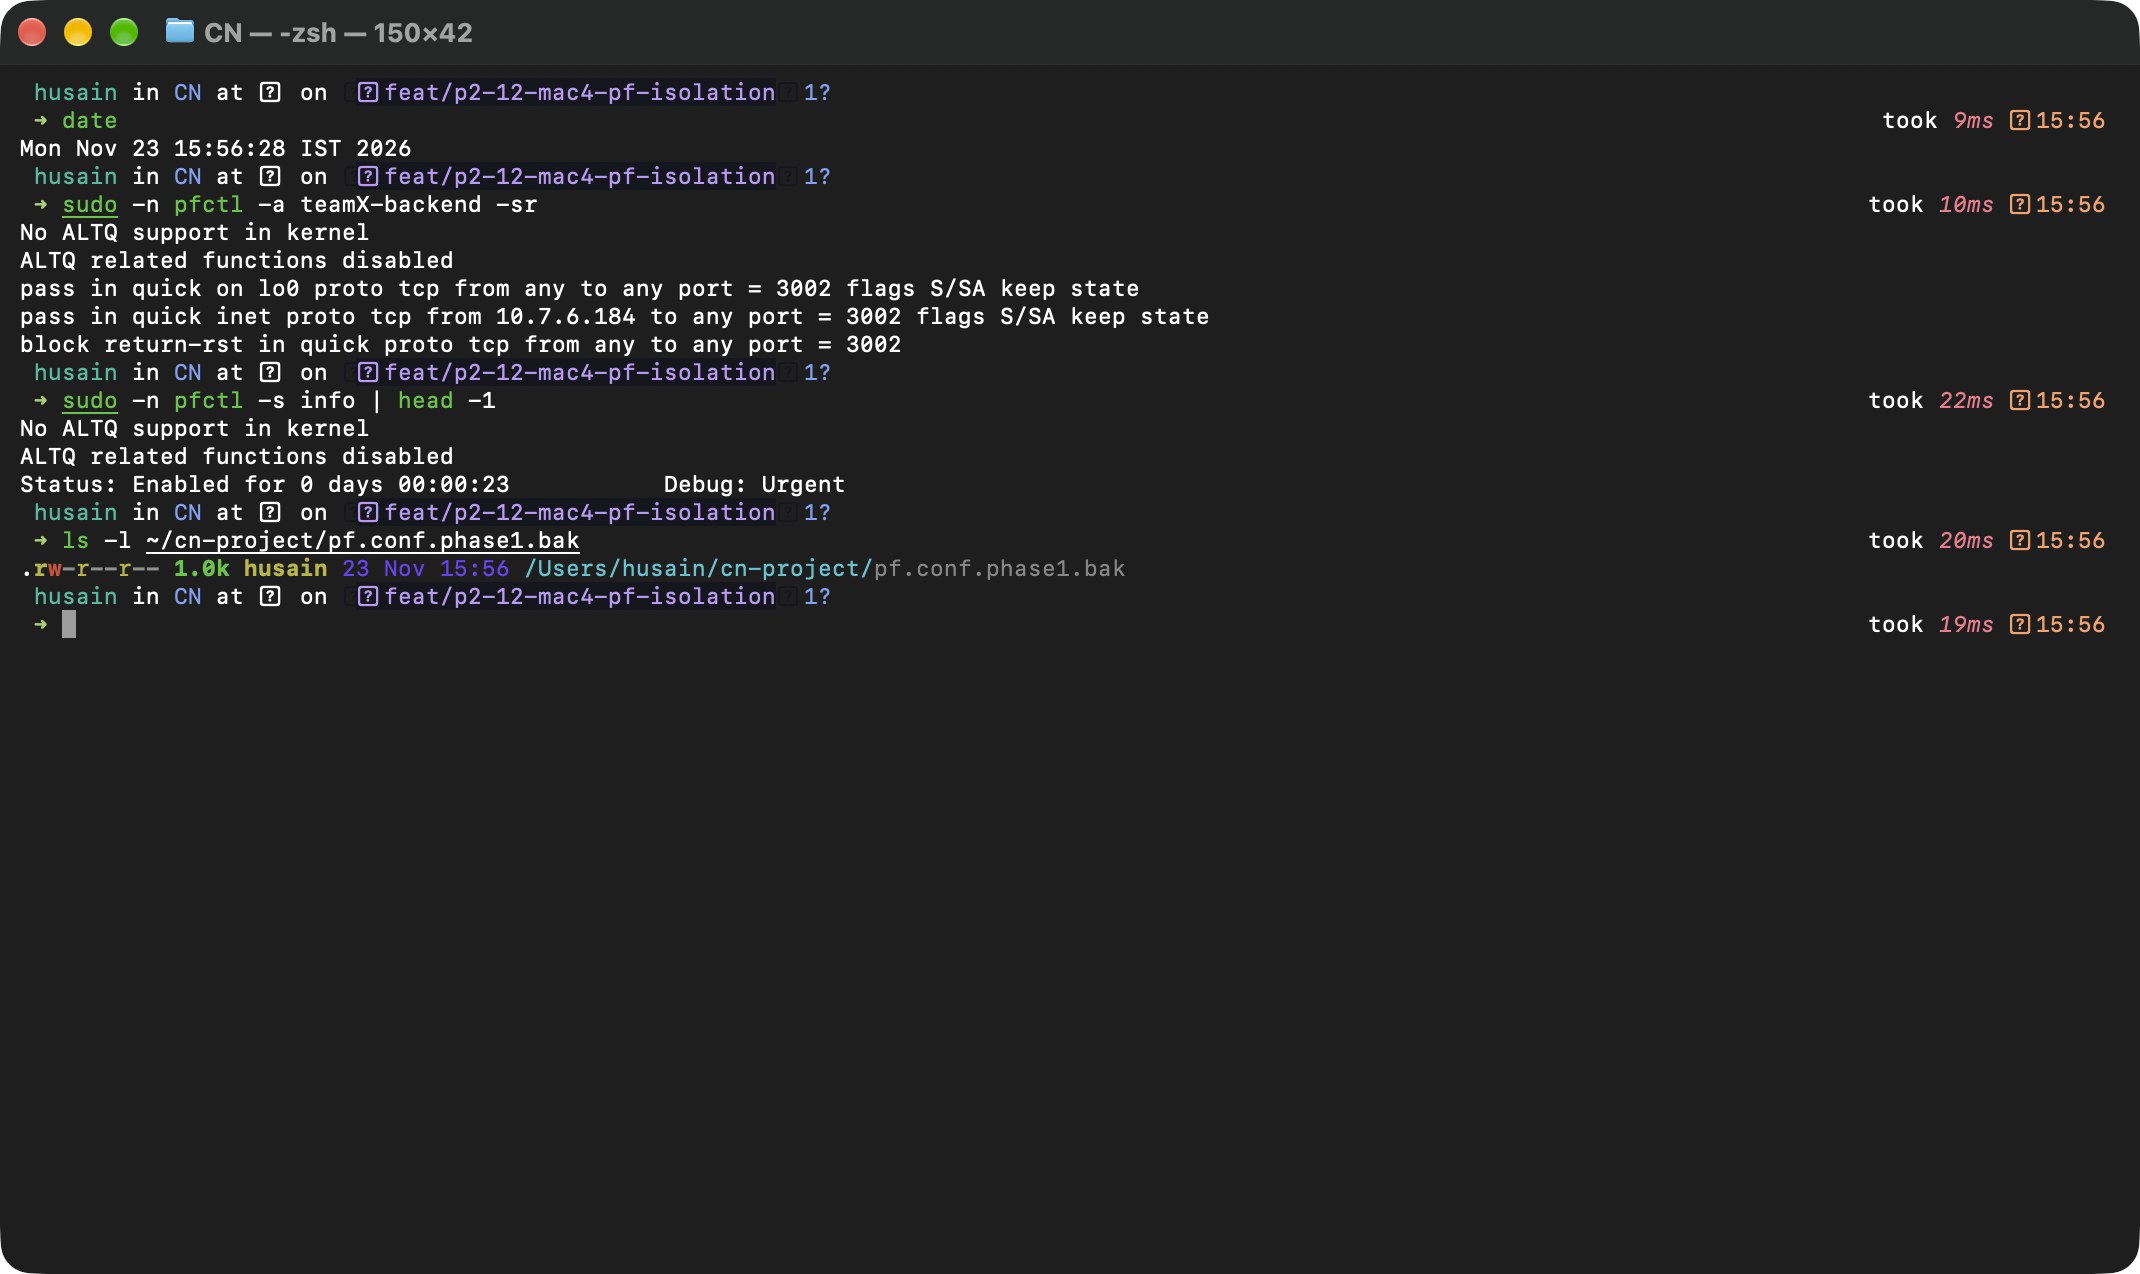 CN — -zsh — 150×42
husain in CN at on feat/p2-12-mac4-pf-isolation 1?
➜ date took 9ms 15:56
Mon Nov 23 15:56:28 IST 2026
husain in CN at on feat/p2-12-mac4-pf-isolation 1?
➜ sudo -n pfctl -a teamX-backend -sr took 10ms 15:56
No ALTQ support in kernel
ALTQ related functions disabled
pass in quick on lo0 proto tcp from any to any port = 3002 flags S/SA keep state
pass in quick inet proto tcp from 10.7.6.184 to any port = 3002 flags S/SA keep state
block return-rst in quick proto tcp from any to any port = 3002
husain in CN at on feat/p2-12-mac4-pf-isolation 1?
➜ sudo -n pfctl -s info | head -1 took 22ms 15:56
No ALTQ support in kernel
ALTQ related functions disabled
Status: Enabled for 0 days 00:00:23 Debug: Urgent
husain in CN at on feat/p2-12-mac4-pf-isolation 1?
➜ ls -l ~/cn-project/pf.conf.phase1.bak took 20ms 15:56
.rw-r--r-- 1.0k husain 23 Nov 15:56 /Users/husain/cn-project/pf.conf.phase1.bak
husain in CN at on feat/p2-12-mac4-pf-isolation 1?
➜ took 19ms 15:56